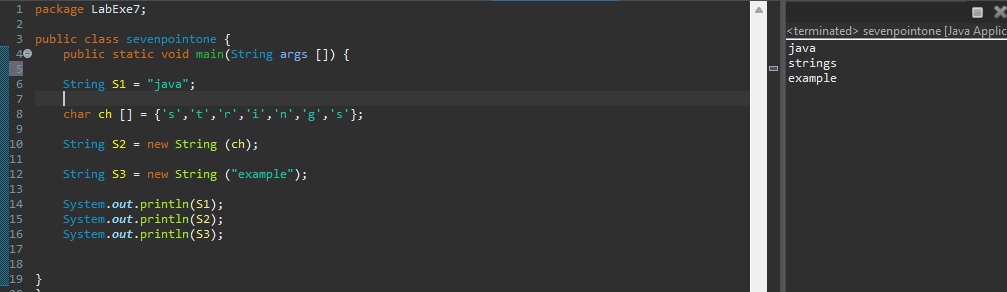 1 package LabExe7;
2
3 public class sevenpointone {
4 public static void main(String args []) {
5
6 String S1 = "java";
7
8 char ch [] = {'s','t','r','i','n','g','s'};
9
10 String S2 = new String (ch);
11
12 String S3 = new String ("example");
13
14 System.out.println(S1);
15 System.out.println(S2);
16 System.out.println(S3);
17
18
19 }
<terminated> sevenpointone [Java Applic
java
strings
example